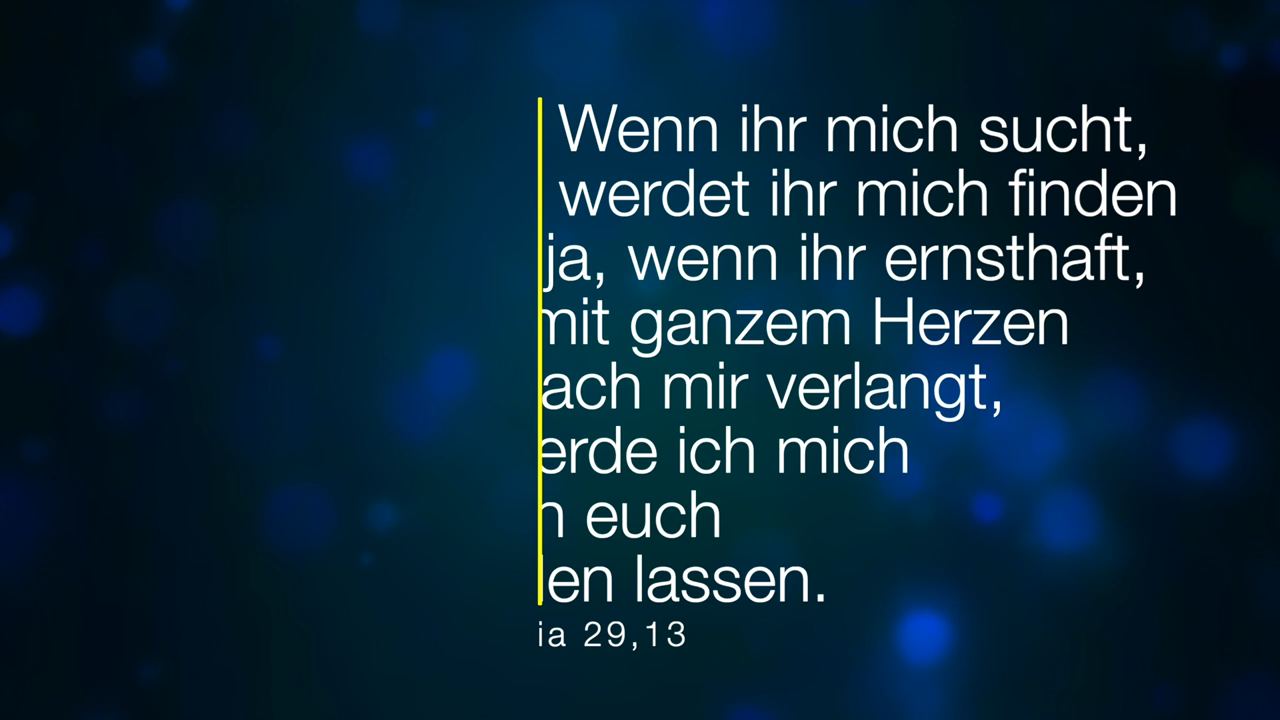 Wenn ihr mich sucht,
werdet ihr mich finden
ja, wenn ihr ernsthaft,
mit ganzem Herzen
ach mir verlangt,
erde ich mich
n euch
en lassen.
ia 29,13